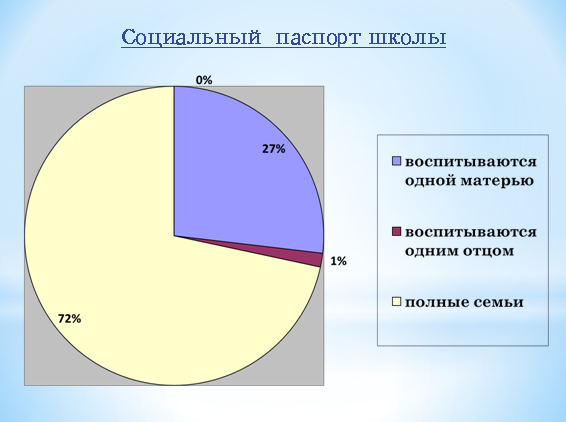 Социальный паспорт школы
0%
27%
1%
72%
воспитываются
одной матерью
воспитываются
одним отцом
полные семьи